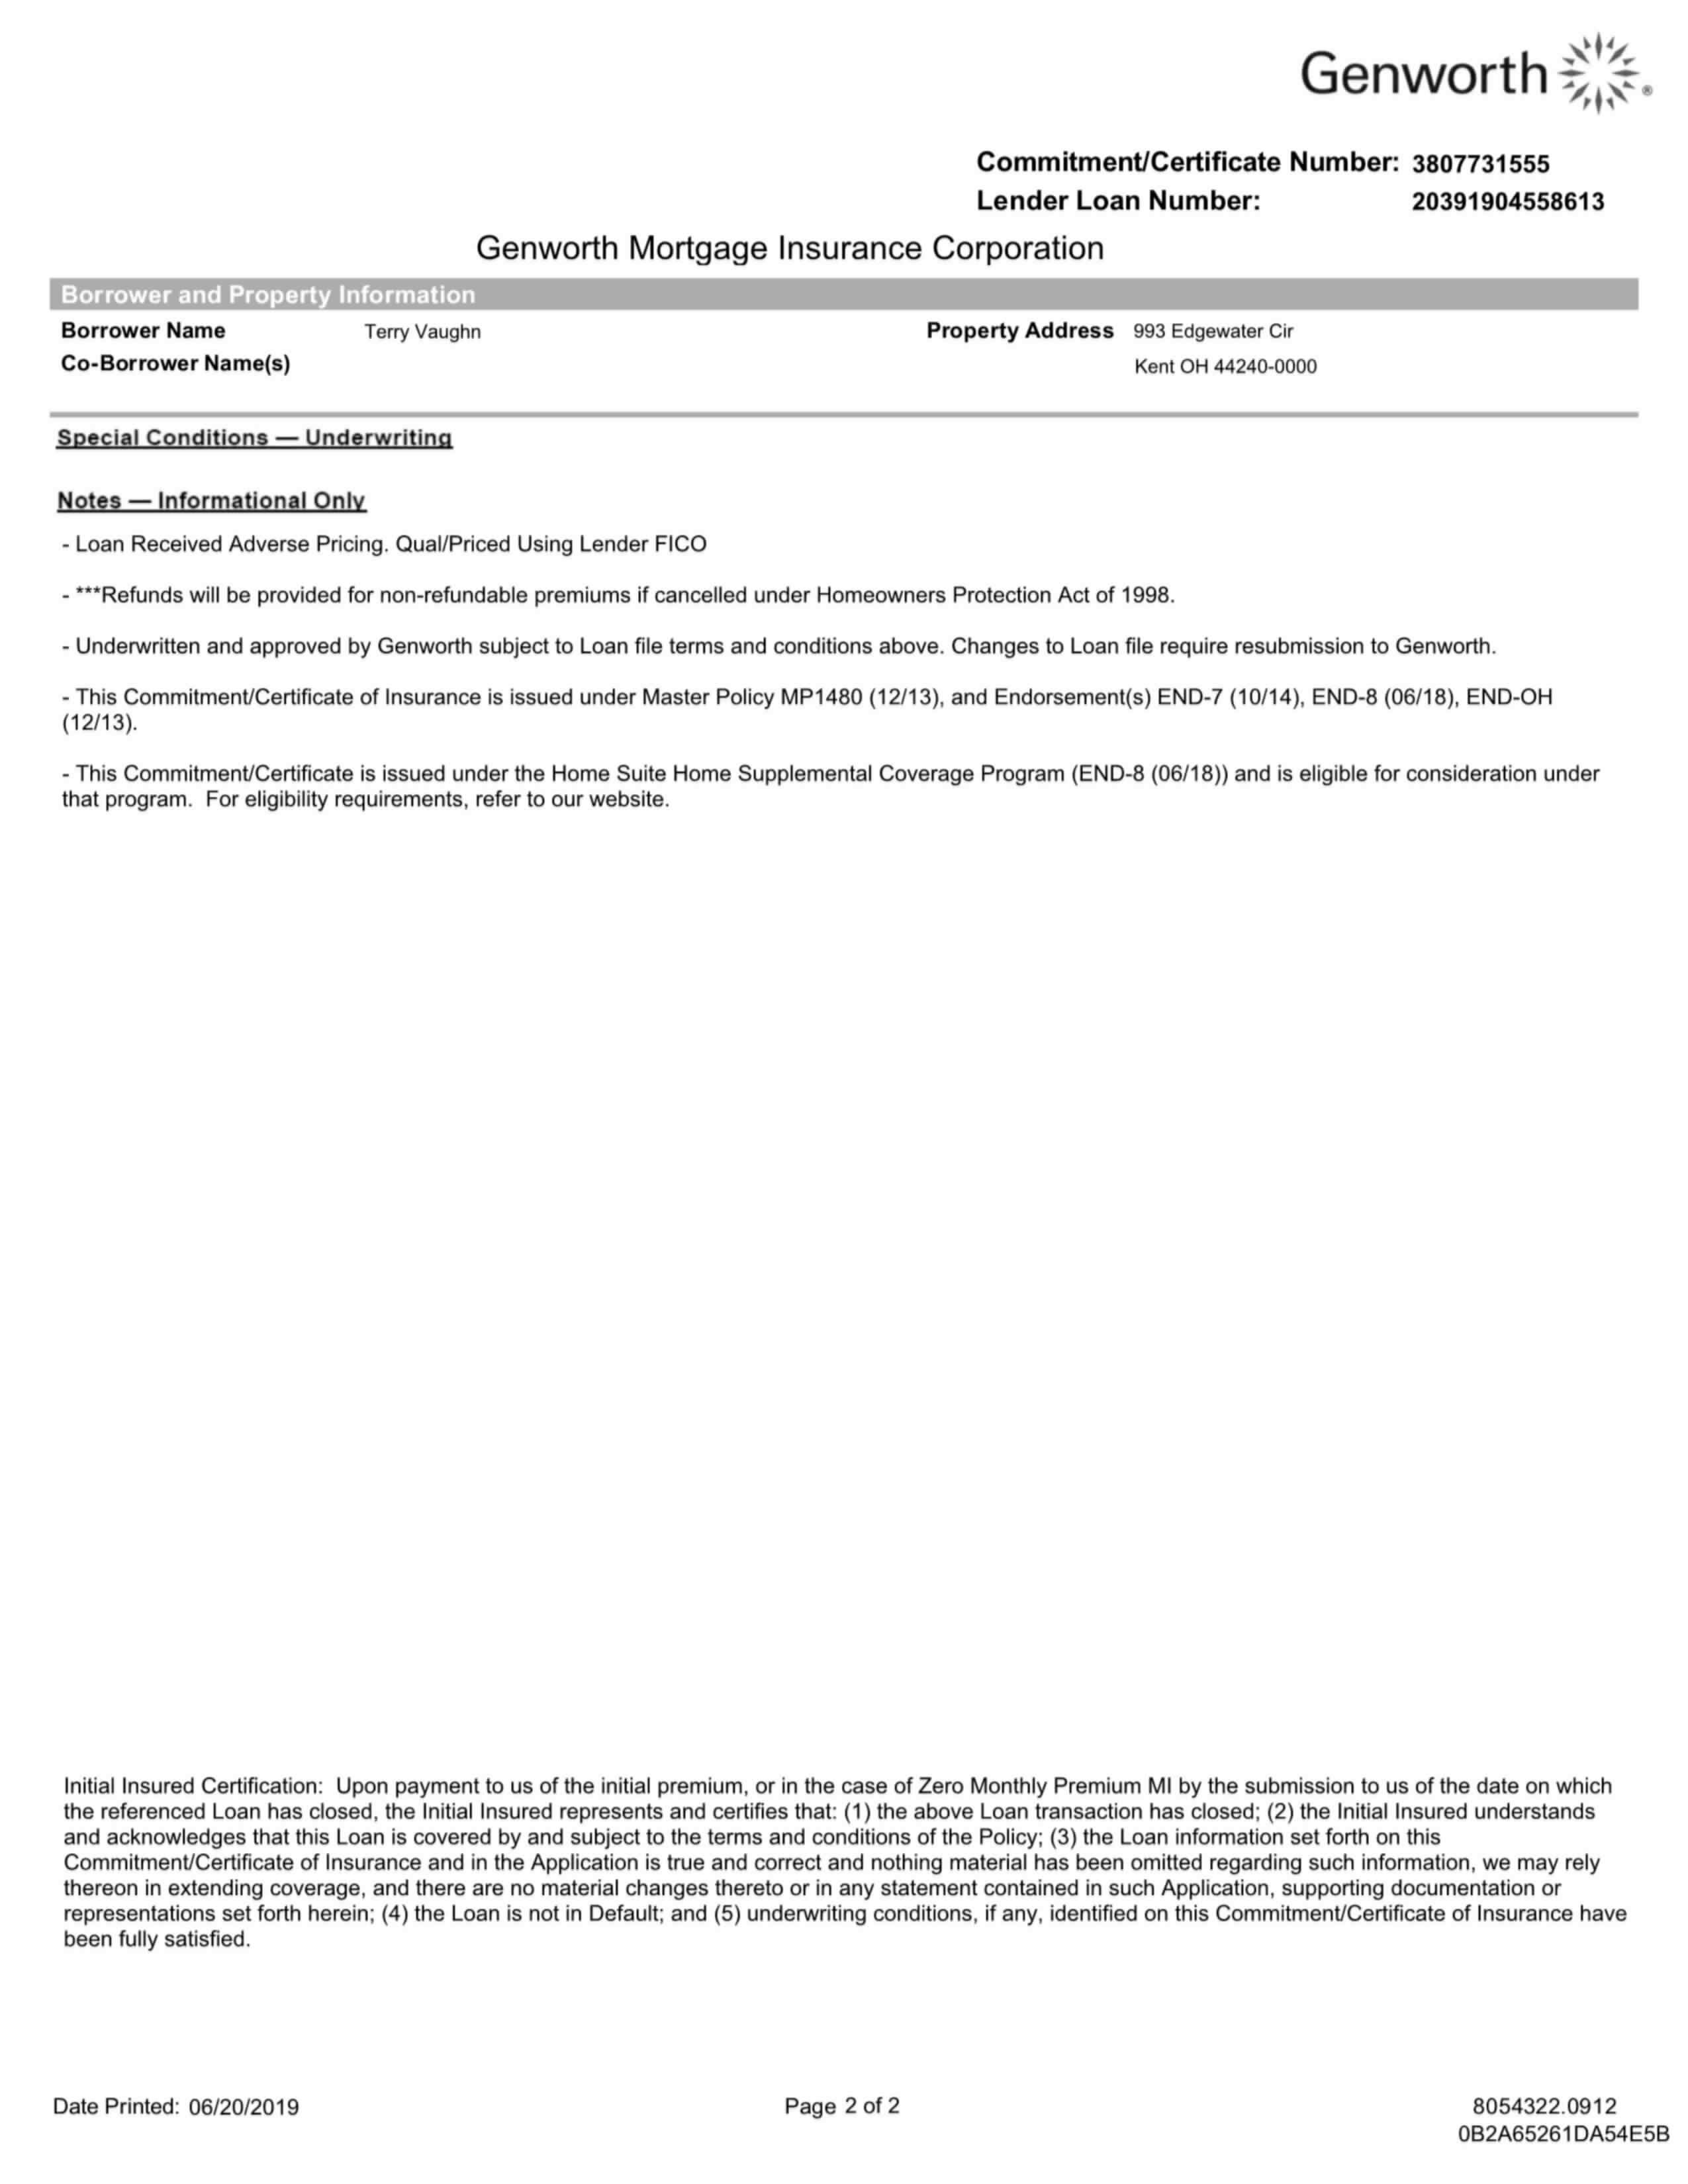 Genworth ®
Commitment/Certificate Number: 3807731555
Lender Loan Number: 20391904558613
Genworth Mortgage Insurance Corporation
Borrower and Property Information
Borrower Name Terry Vaughn Property Address 993 Edgewater Cir
Co-Borrower Name(s) Kent OH 44240-0000
Special Conditions — Underwriting
Notes — Informational Only
- Loan Received Adverse Pricing. Qual/Priced Using Lender FICO
- ***Refunds will be provided for non-refundable premiums if cancelled under Homeowners Protection Act of 1998.
- Underwritten and approved by Genworth subject to Loan file terms and conditions above. Changes to Loan file require resubmission to Genworth.
- This Commitment/Certificate of Insurance is issued under Master Policy MP1480 (12/13), and Endorsement(s) END-7 (10/14), END-8 (06/18), END-OH
(12/13).
- This Commitment/Certificate is issued under the Home Suite Home Supplemental Coverage Program (END-8 (06/18)) and is eligible for consideration under
that program.  For eligibility requirements, refer to our website.
Initial Insured Certification:  Upon payment to us of the initial premium, or in the case of Zero Monthly Premium MI by the submission to us of the date on which
the referenced Loan has closed, the Initial Insured represents and certifies that: (1) the above Loan transaction has closed; (2) the Initial Insured understands
and acknowledges that this Loan is covered by and subject to the terms and conditions of the Policy; (3) the Loan information set forth on this
Commitment/Certificate of Insurance and in the Application is true and correct and nothing material has been omitted regarding such information, we may rely
thereon in extending coverage, and there are no material changes thereto or in any statement contained in such Application, supporting documentation or
representations set forth herein; (4) the Loan is not in Default; and (5) underwriting conditions, if any, identified on this Commitment/Certificate of Insurance have
been fully satisfied.
Date Printed: 06/20/2019 Page 2 of 2 8054322.0912
0B2A65261DA54E5B